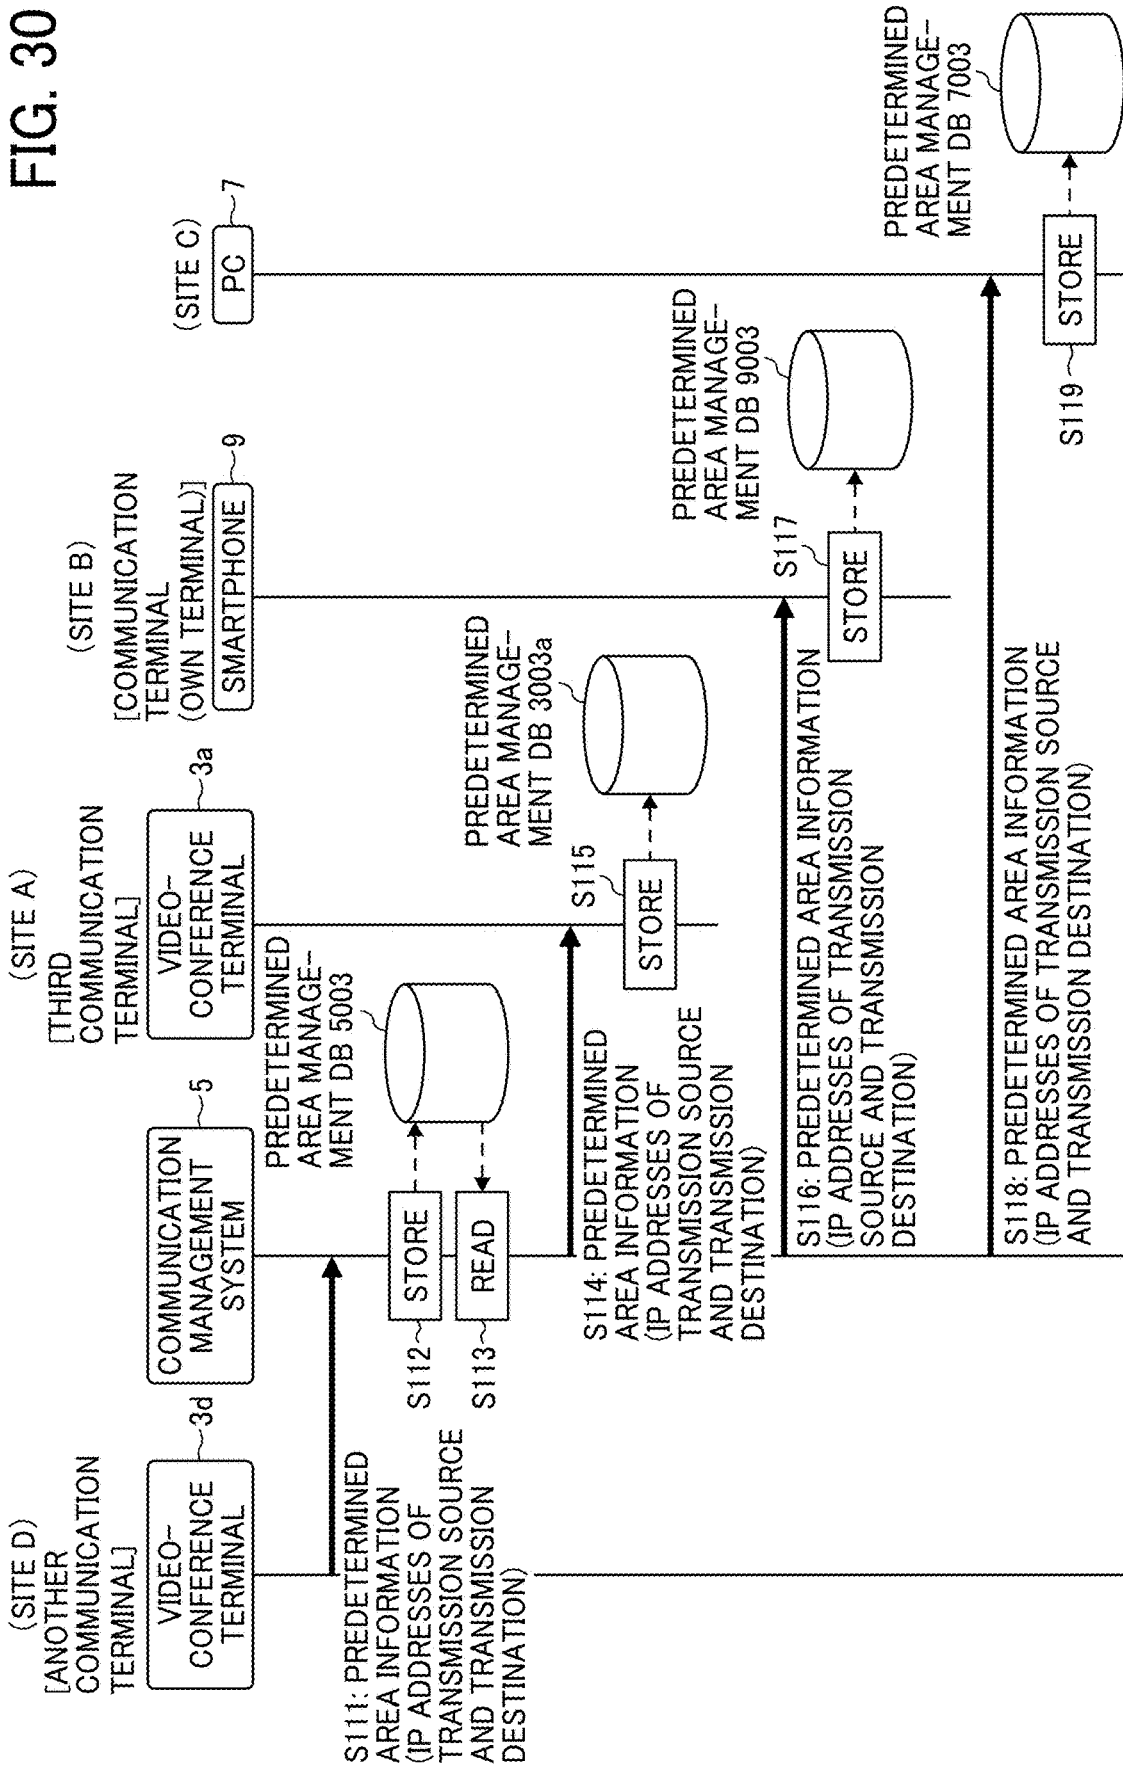 FIG. 30
(SITE D)
[ANOTHER
COMMUNICATION
TERMINAL]
VIDEO-
CONFERENCE
TERMINAL
3d
COMMUNICATION
MANAGEMENT
SYSTEM
5
(SITE A)
[THIRD
COMMUNICATION
TERMINAL]
VIDEO-
CONFERENCE
TERMINAL
3a
(SITE B)
[COMMUNICATION
TERMINAL
(OWN TERMINAL)]
SMARTPHONE
9
(SITE C)
PC
7
S111: PREDETERMINED
AREA INFORMATION
(IP ADDRESSES OF
TRANSMISSION SOURCE
AND TRANSMISSION
DESTINATION)
PREDETERMINED
AREA MANAGE-
MENT DB 5003
S112
STORE
S113
READ
S114: PREDETERMINED
AREA INFORMATION
(IP ADDRESSES OF
TRANSMISSION SOURCE
AND TRANSMISSION
DESTINATION)
PREDETERMINED
AREA MANAGE-
MENT DB 3003a
S115
STORE
S116: PREDETERMINED AREA INFORMATION
(IP ADDRESSES OF TRANSMISSION
SOURCE AND TRANSMISSION
DESTINATION)
PREDETERMINED
AREA MANAGE-
MENT DB 9003
S117
STORE
S118: PREDETERMINED AREA INFORMATION
(IP ADDRESSES OF TRANSMISSION SOURCE
AND TRANSMISSION DESTINATION)
PREDETERMINED
AREA MANAGE-
MENT DB 7003
S119
STORE